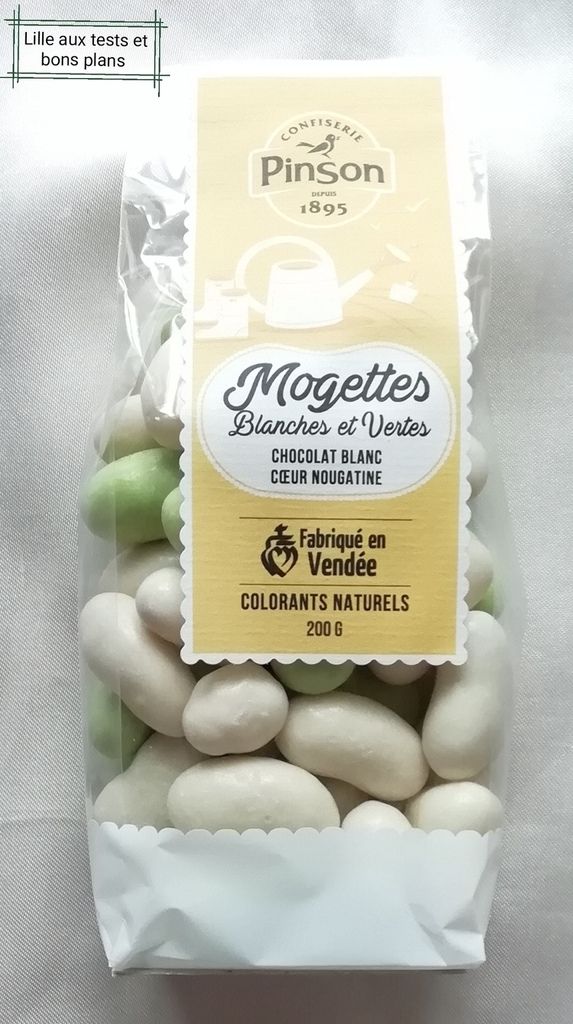 Lille aux tests et
bons plans
CONFISERIE
Pinson
DEPUIS
1895
Mogettes
Blanches et Vertes
CHOCOLAT BLANC
CŒUR NOUGATINE
Fabriqué en
Vendée
COLORANTS NATURELS
200 G